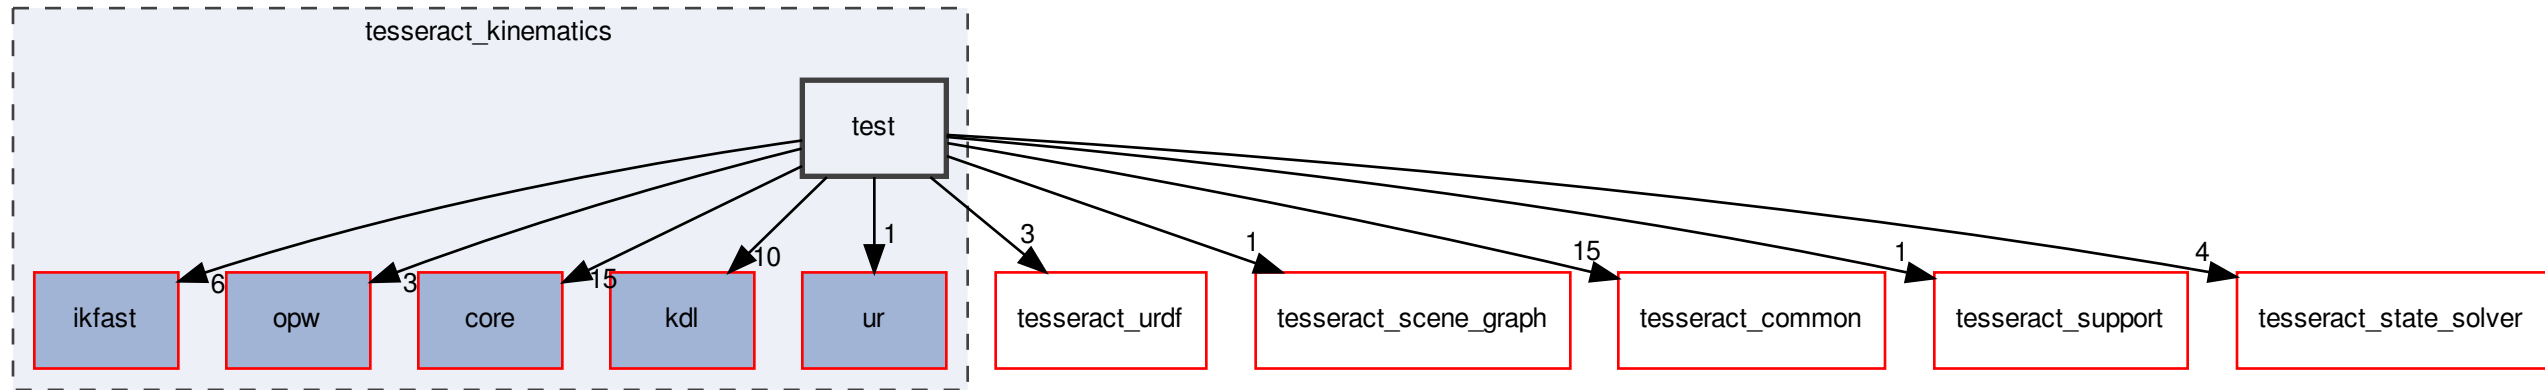 tesseract_kinematics
test
1
3
1
15
1
4
10
6
3
15
ikfast
opw
core
kdl
ur
tesseract_urdf
tesseract_scene_graph
tesseract_common
tesseract_support
tesseract_state_solver